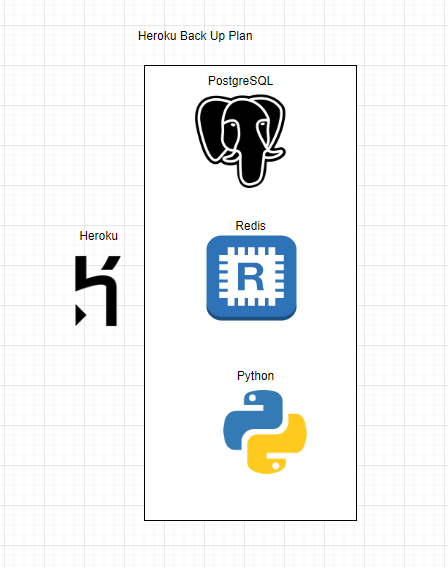 Heroku Back Up Plan
PostgreSQL
Redis
R
Heroku
Python